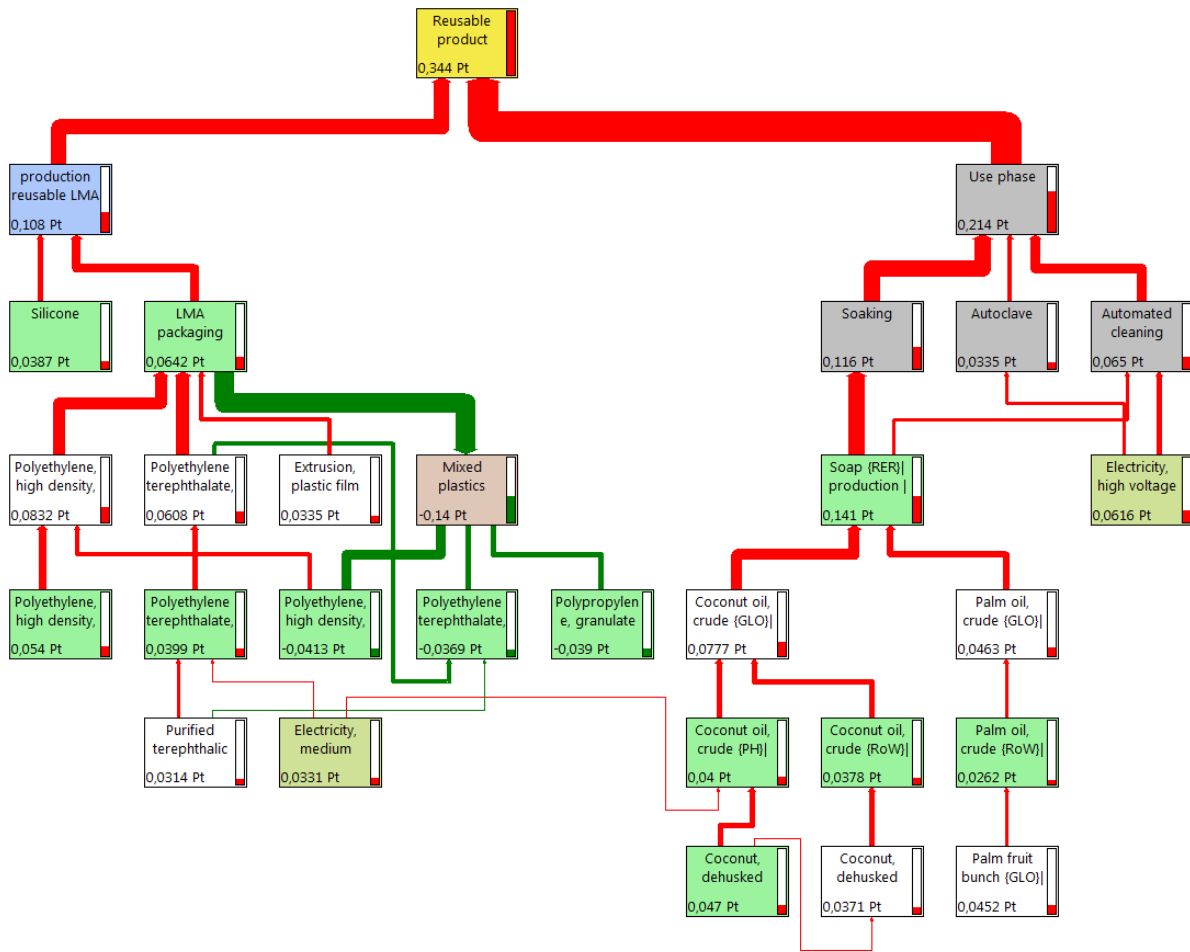 Reusable
product
0,344 Pt
production
reusable LMA
0,108 Pt
Use phase
0,214 Pt
Silicone
0,0387 Pt
LMA
packaging
0,0642 Pt
Soaking
0,116 Pt
Autoclave
0,0335 Pt
Automated
cleaning
0,065 Pt
Polyethylene,
high density,
0,0832 Pt
Polyethylene
terephthalate,
0,0608 Pt
Extrusion,
plastic film
0,0335 Pt
Mixed
plastics
-0,14 Pt
Soap {RER}|
production |
0,141 Pt
Electricity,
high voltage
0,0616 Pt
Polyethylene,
high density,
0,054 Pt
Polyethylene
terephthalate,
0,0399 Pt
Polyethylene,
high density,
-0,0413 Pt
Polyethylene
terephthalate,
-0,0369 Pt
Polypropylen
e, granulate
-0,039 Pt
Coconut oil,
crude {GLO}|
0,0777 Pt
Palm oil,
crude {GLO}|
0,0463 Pt
Purified
terephthalic
0,0314 Pt
Electricity,
medium
0,0331 Pt
Coconut oil,
crude {PH}|
0,04 Pt
Coconut oil,
crude {RoW}|
0,0378 Pt
Palm oil,
crude {RoW}|
0,0262 Pt
Coconut,
dehusked
0,047 Pt
Coconut,
dehusked
0,0371 Pt
Palm fruit
bunch {GLO}|
0,0452 Pt